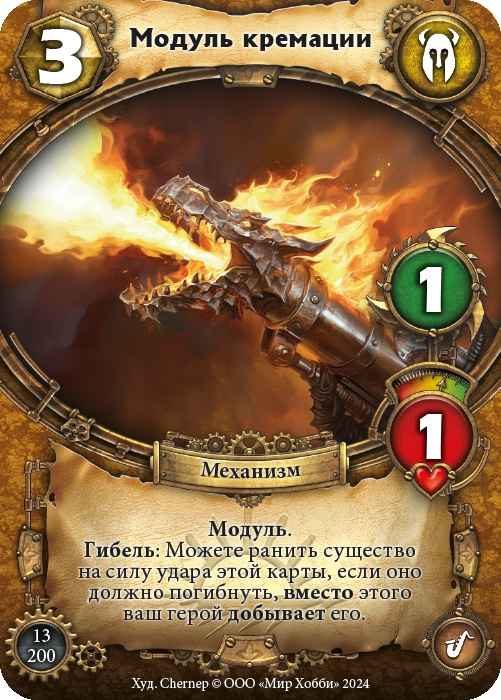 3
Модуль кремации
1
1
Механизм
Модуль.
Гибель: Можете ранить существо
на силу удара этой карты, если оно
должно погибнуть, вместо этого
ваш герой добывает его.
13
200
Худ. Chernep © ООО «Мир Хобби» 2024